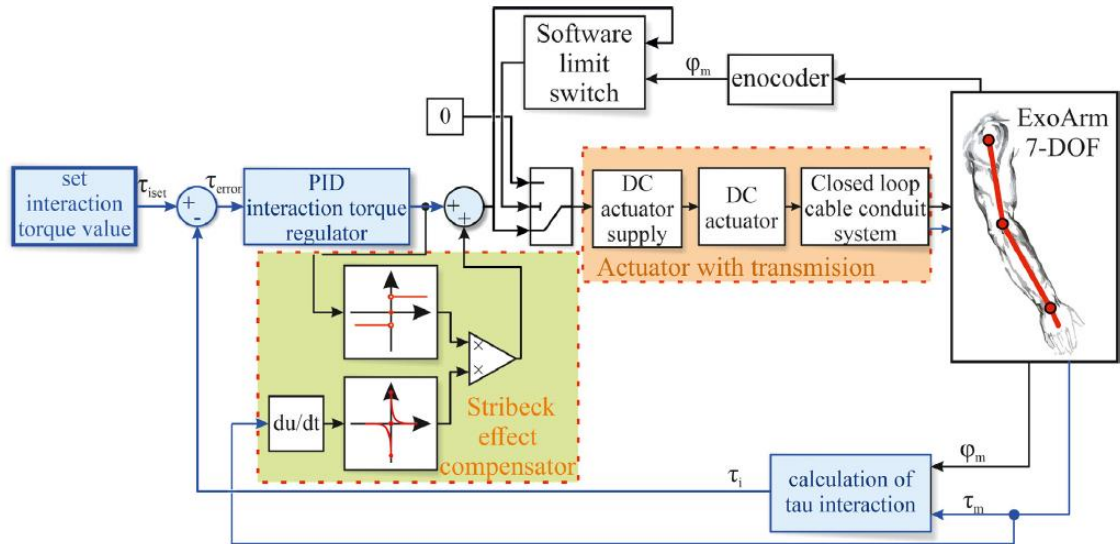 Software
limit
switch
φm
enocoder
ExoArm
7-DOF
0
set
interaction
torque value
τiset
+
-
τerror
PID
interaction torque
regulator
+
+
DC
actuator
supply
DC
actuator
Closed loop
cable conduit
system
Actuator with transmision
×
×
du/dt
Stribeck
effect
compensator
φm
τi
calculation of
tau interaction
τm